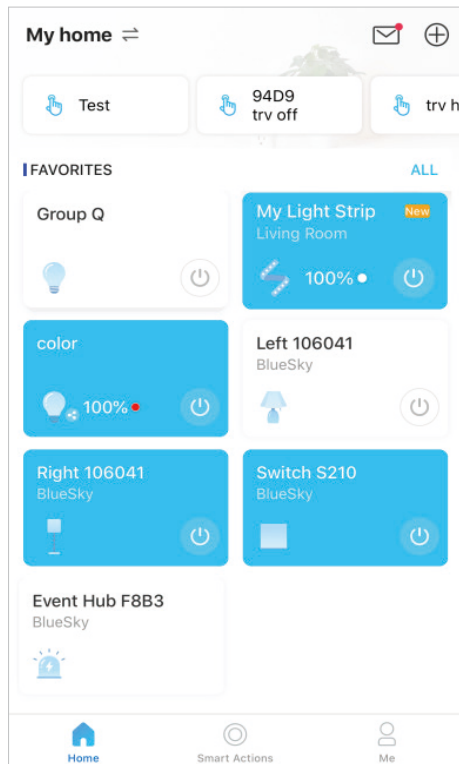 My home
Test
94D9
trv off
trv h
FAVORITES
ALL
Group Q
My Light Strip
New
Living Room
100%
color
100%
Left 106041
BlueSky
Right 106041
BlueSky
Switch S210
BlueSky
Event Hub F8B3
BlueSky
Home
Smart Actions
Me